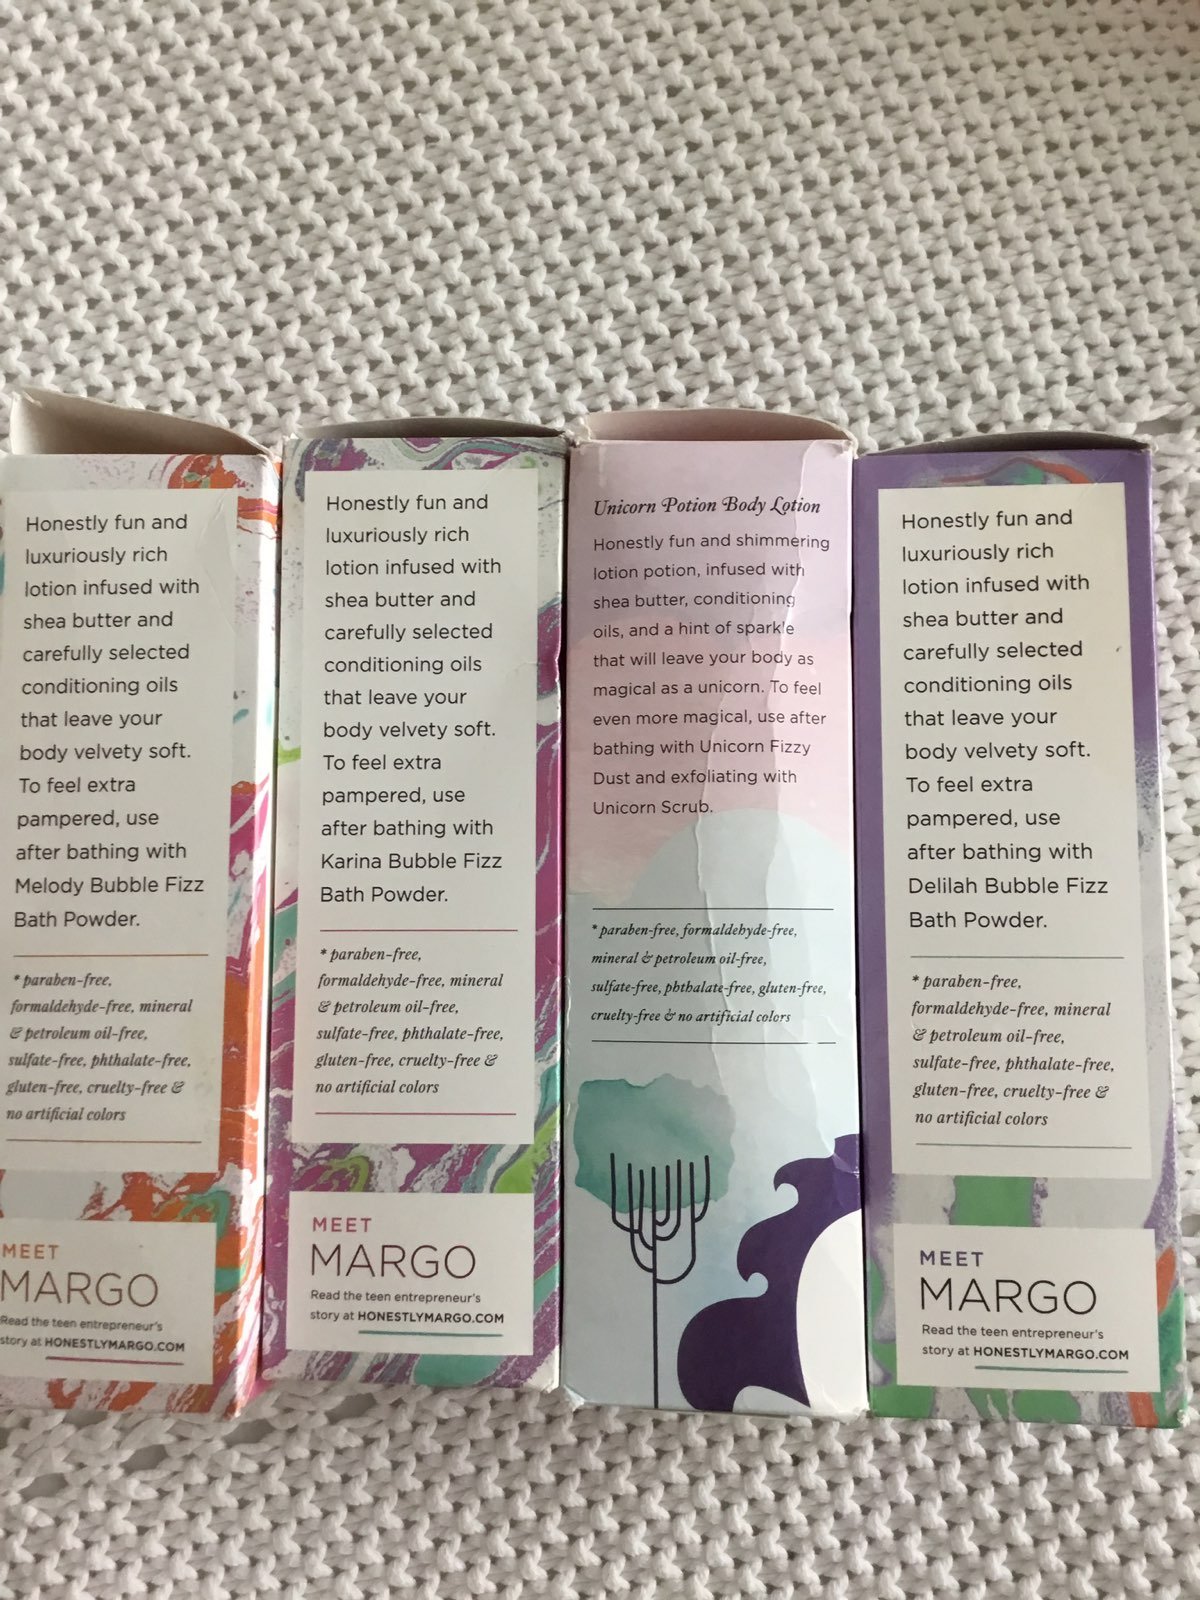 Honestly fun and
luxuriously rich
lotion infused with
shea butter and
carefully selected
conditioning oils
that leave your
body velvety soft.
To feel extra
pampered, use
after bathing with
Melody Bubble Fizz
Bath Powder.
* paraben-free,
formaldehyde-free, mineral
& petroleum oil-free,
sulfate-free, phthalate-free,
gluten-free, cruelty-free &
no artificial colors
MEET
MARGO
Read the teen entrepreneur's
story at HONESTLYMARGO.COM
Honestly fun and
luxuriously rich
lotion infused with
shea butter and
carefully selected
conditioning oils
that leave your
body velvety soft.
To feel extra
pampered, use
after bathing with
Karina Bubble Fizz
Bath Powder.
* paraben-free,
formaldehyde-free, mineral
& petroleum oil-free,
sulfate-free, phthalate-free,
gluten-free, cruelty-free &
no artificial colors
MEET
MARGO
Read the teen entrepreneur's
story at HONESTLYMARGO.COM
Unicorn Potion Body Lotion
Honestly fun and shimmering
lotion potion, infused with
shea butter, conditioning
oils, and a hint of sparkle
that will leave your body as
magical as a unicorn. To feel
even more magical, use after
bathing with Unicorn Fizzy
Dust and exfoliating with
Unicorn Scrub.
* paraben-free, formaldehyde-free,
mineral & petroleum oil-free,
sulfate-free, phthalate-free, gluten-free,
cruelty-free & no artificial colors
Honestly fun and
luxuriously rich
lotion infused with
shea butter and
carefully selected
conditioning oils
that leave your
body velvety soft.
To feel extra
pampered, use
after bathing with
Delilah Bubble Fizz
Bath Powder.
* paraben-free,
formaldehyde-free, mineral
& petroleum oil-free,
sulfate-free, phthalate-free,
gluten-free, cruelty-free &
no artificial colors
MEET
MARGO
Read the teen entrepreneur's
story at HONESTLYMARGO.COM